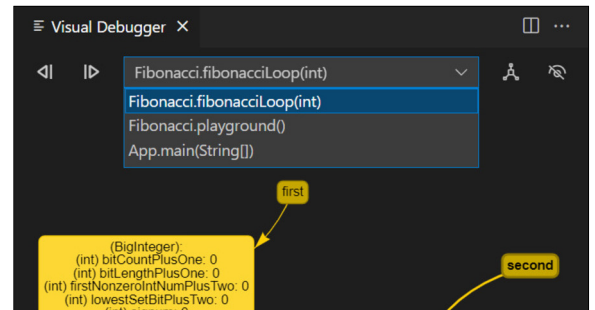 Visual Debugger
Fibonacci.fibonacciLoop(int)
Fibonacci.fibonacciLoop(int)
Fibonacci.playground()
App.main(String[])
first
(BigInteger):
(int) bitCountPlusOne: 0
(int) bitLengthPlusOne: 0
(int) firstNonzeroIntNumPlusTwo: 0
(int) lowestSetBitPlusTwo: 0
second